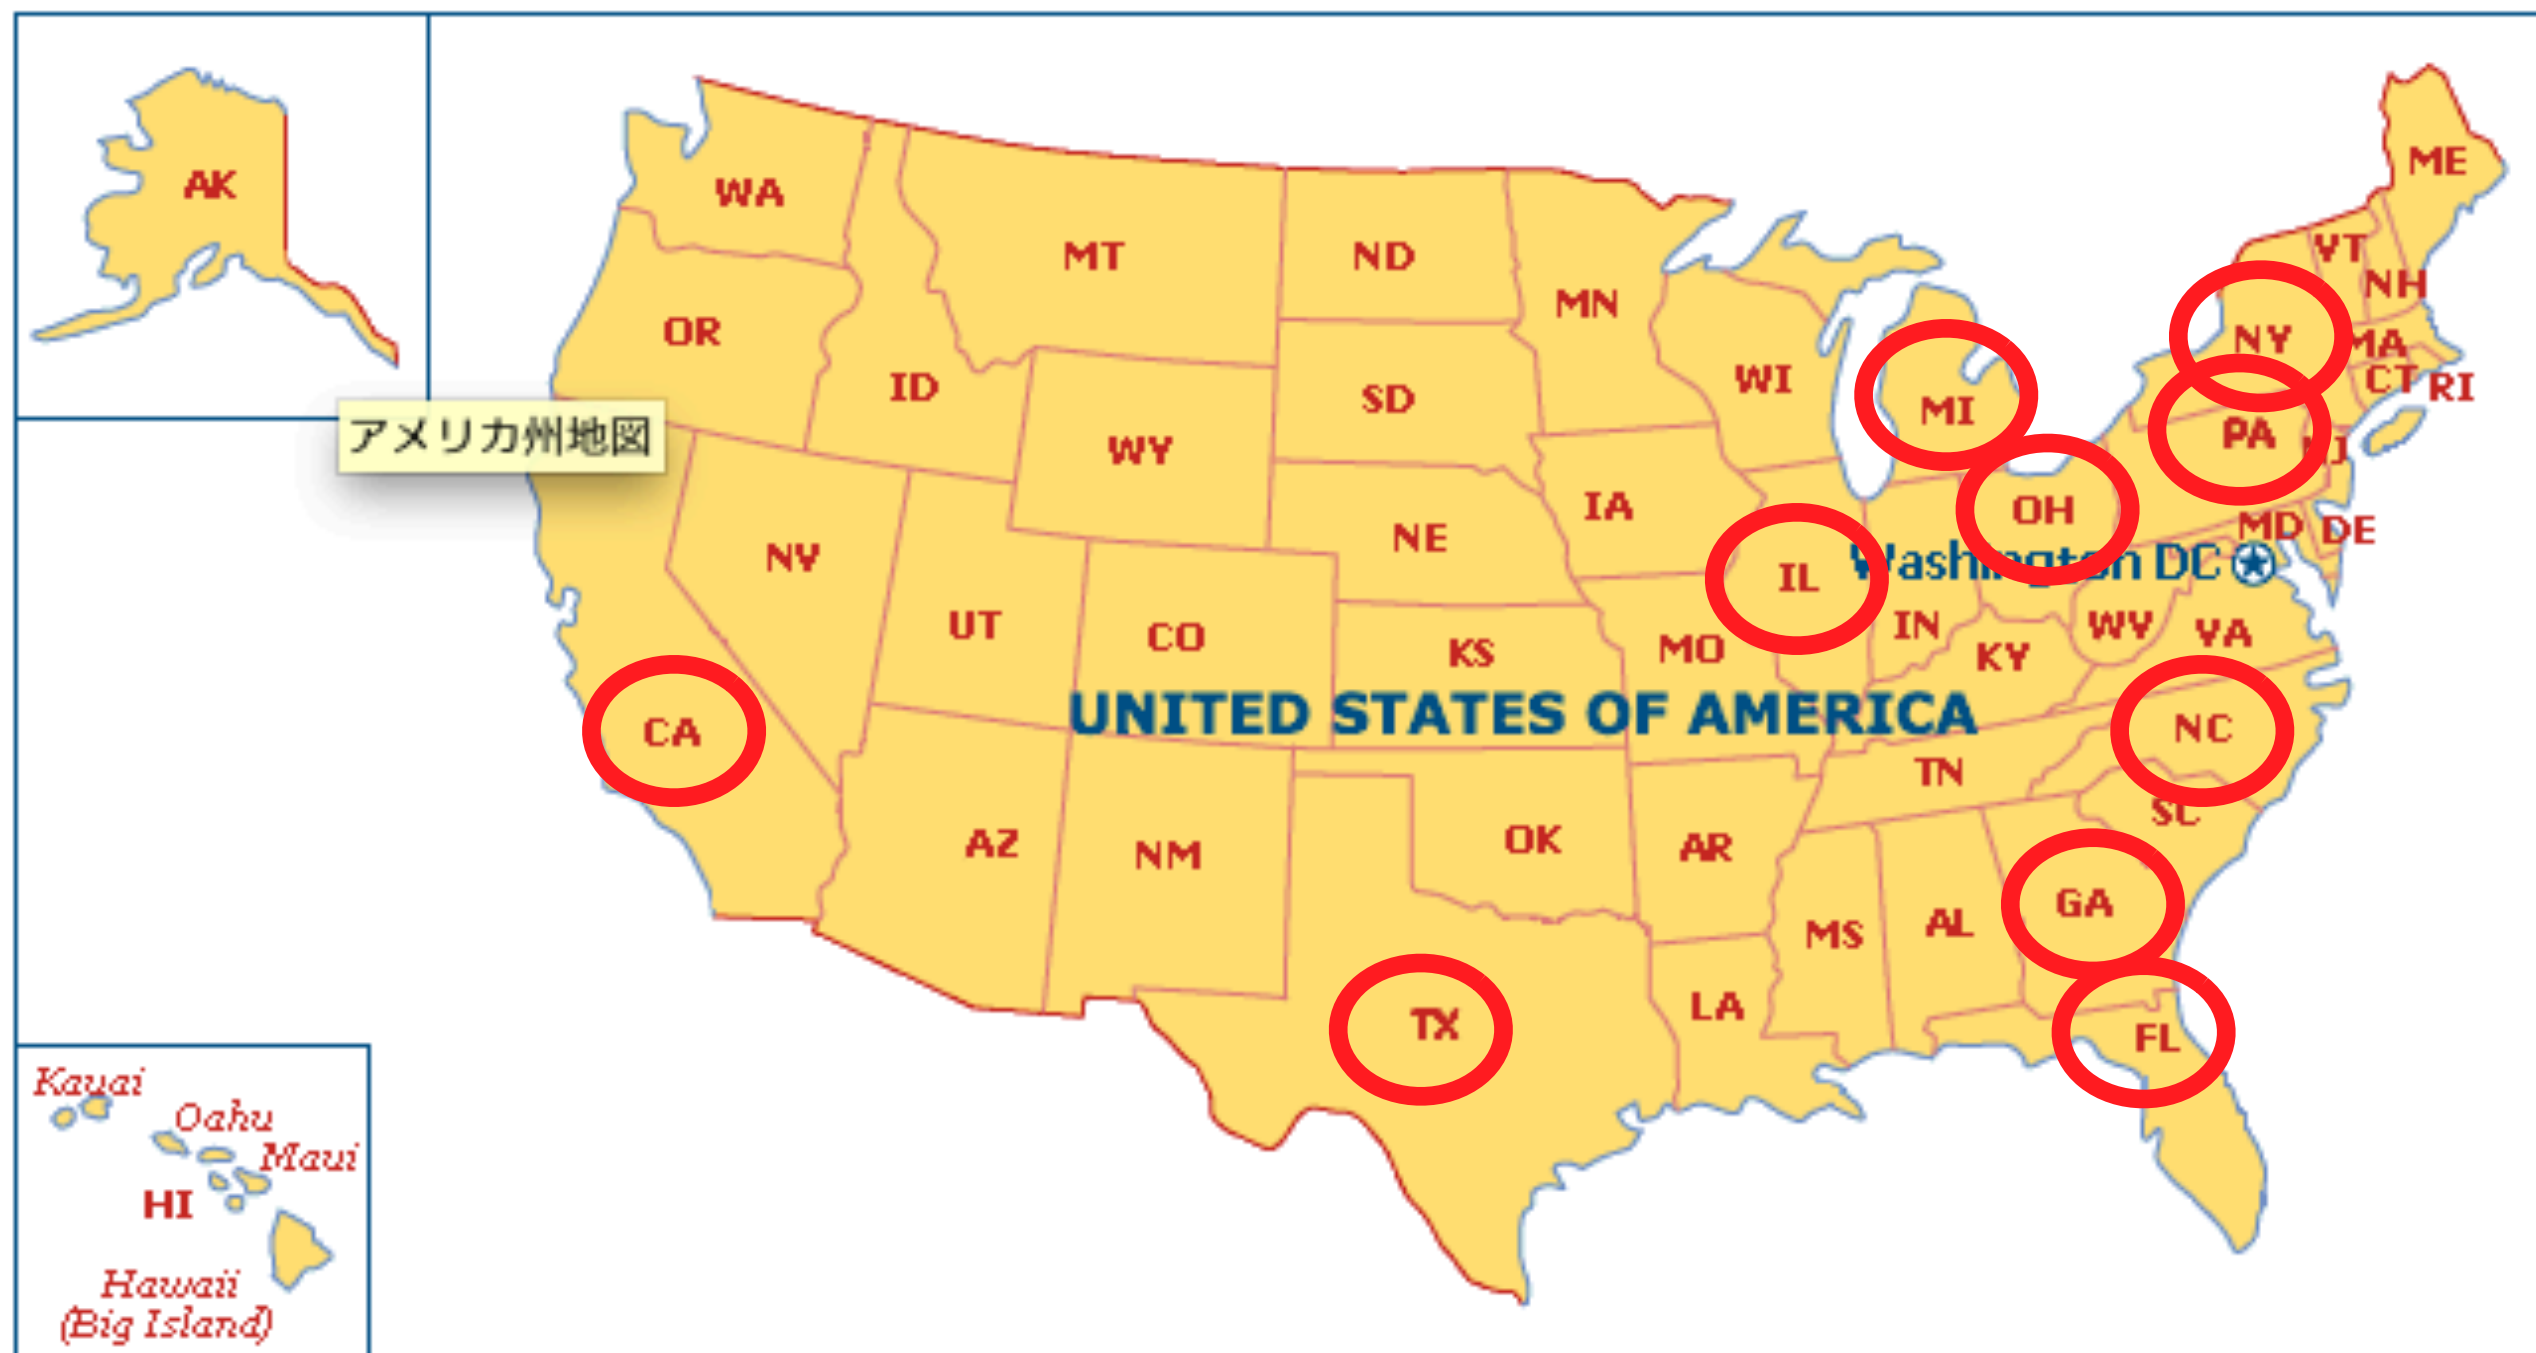 AK
WA
MT
ND
MN
ME
VT
NH
OR
ID
SD
WI
MI
NY
MA
CT
RI
アメリカ州地図
WY
PA
NJ
NV
NE
IA
OH
MD
DE
IL
Washington DC
UT
CO
KS
MO
IN
KY
WV
VA
CA
UNITED STATES OF AMERICA
NC
TN
SC
AZ
NM
OK
AR
GA
MS
AL
TX
LA
FL
Kauai
Oahu
Maui
HI
Hawaii
(Big Island)